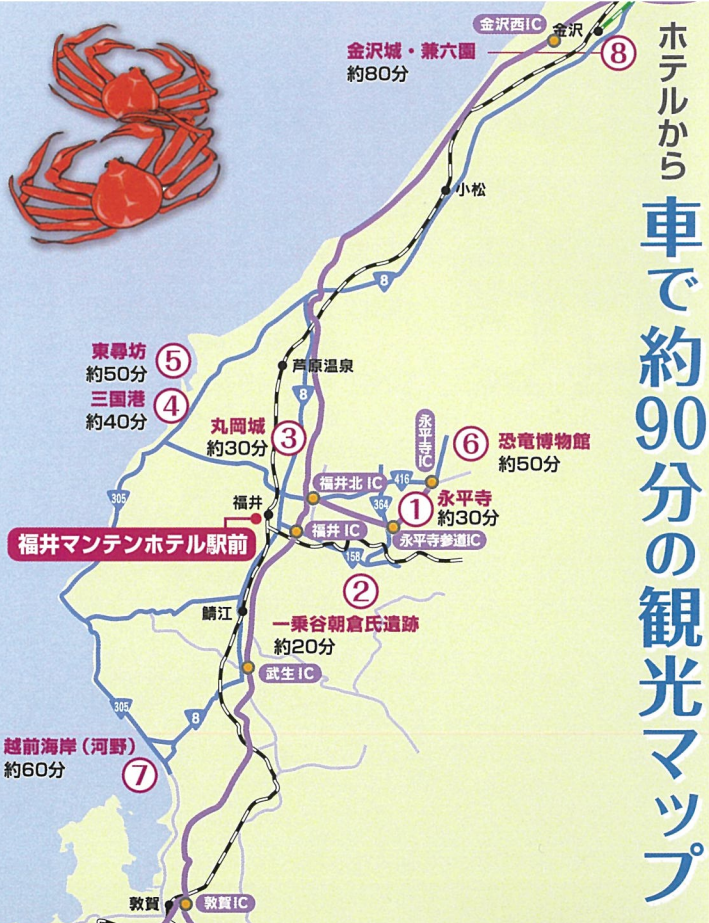 ホテルから
車で約90分の観光マップ
金沢西IC
金沢
金沢城・兼六園
約80分
⑧
小松
8
東尋坊
約50分
⑤
芦原温泉
三国港
約40分
④
8
丸岡城
約30分
③
永平寺IC
⑥
恐竜博物館
約50分
416
福井北IC
305
364
①
永平寺
約30分
福井
福井IC
永平寺参道IC
福井マンテンホテル駅前
158
②
鯖江
一乗谷朝倉氏遺跡
約20分
武生IC
305
8
越前海岸(河野)
約60分
⑦
敦賀
敦賀IC